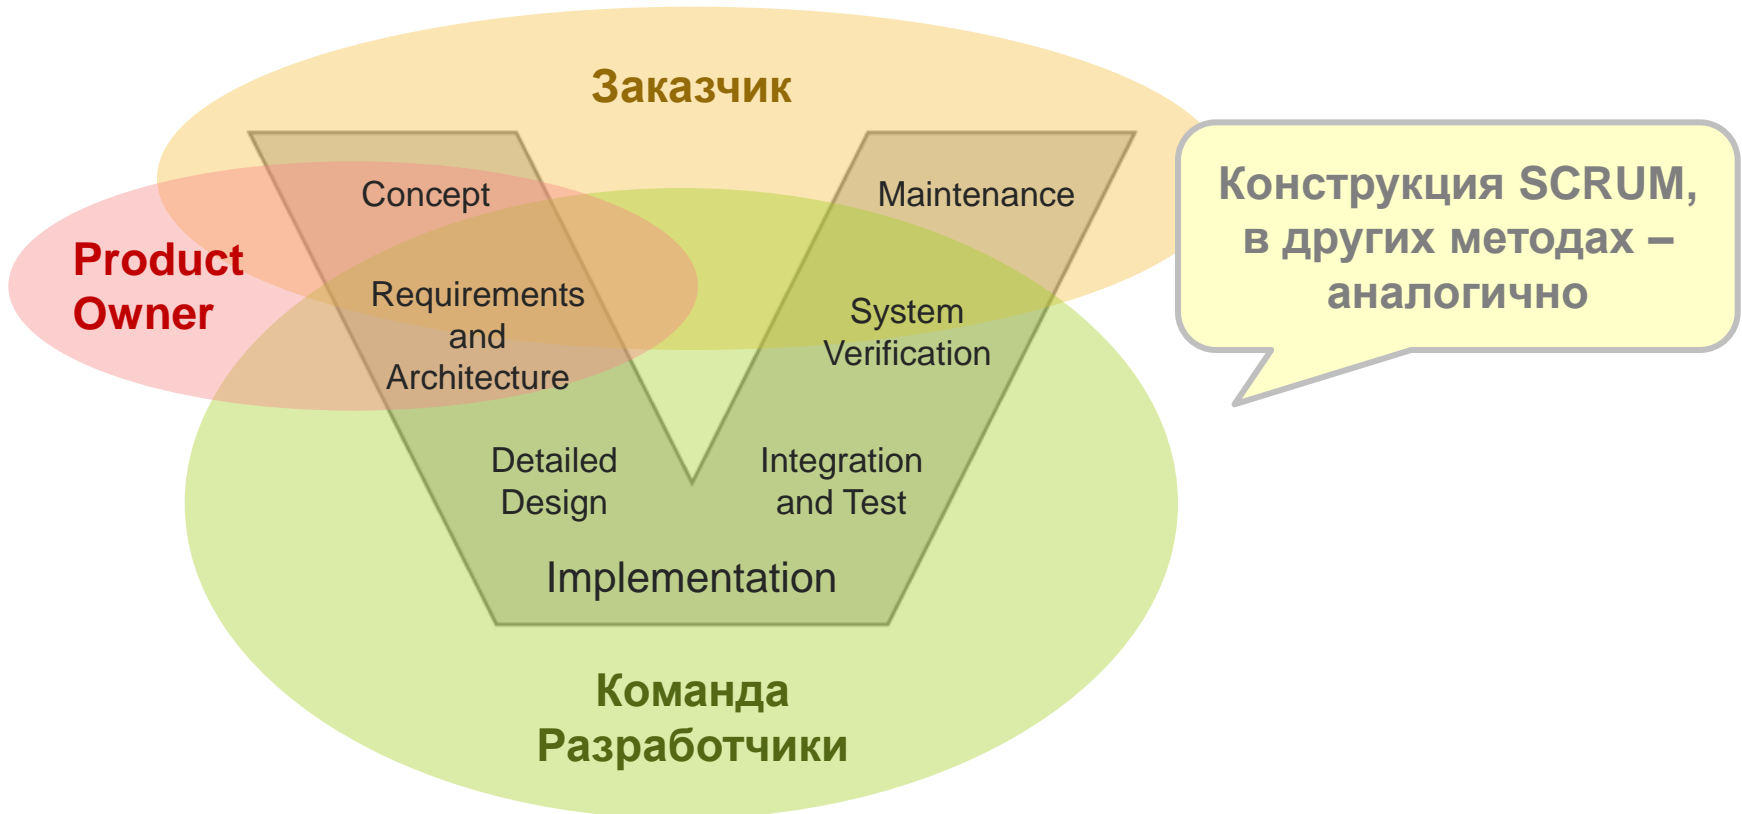 Заказчик
Concept
Maintenance
Конструкция SCRUM,
в других методах –
аналогично
Product
Owner
Requirements
and
Architecture
System
Verification
Detailed
Design
Integration
and Test
Implementation
Команда
Разработчики